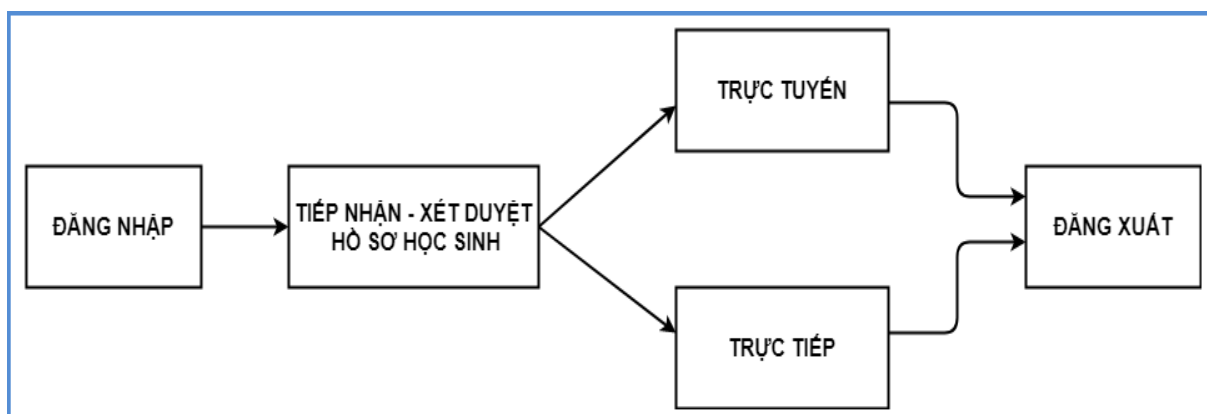 TRỰC TUYẾN
ĐĂNG NHẬP
TIẾP NHẬN - XÉT DUYỆT
HỒ SƠ HỌC SINH
ĐĂNG XUẤT
TRỰC TIẾP